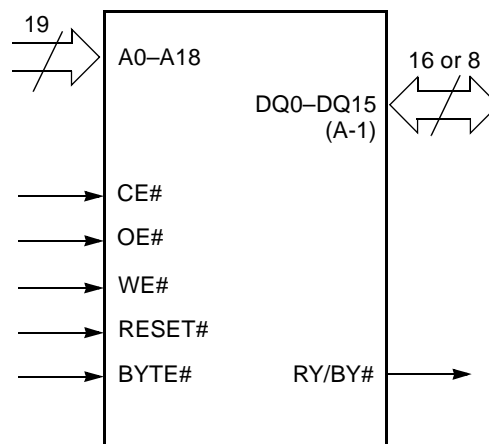 19
A0–A18
16 or 8
DQ0–DQ15
(A-1)
CE#
OE#
WE#
RESET#
BYTE#
RY/BY#